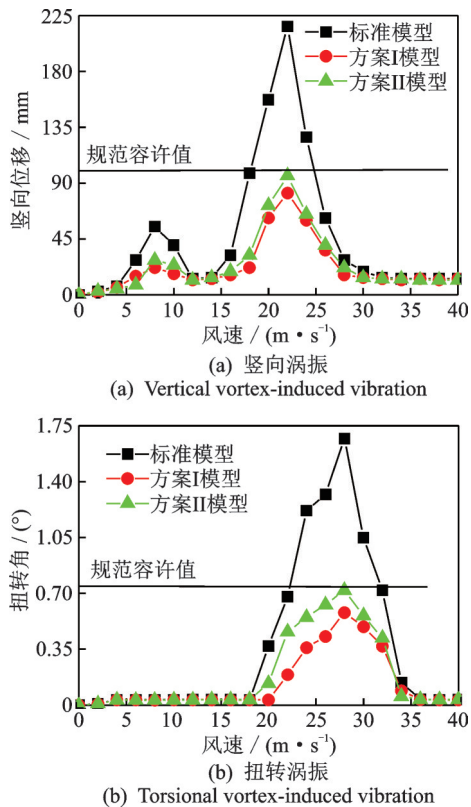 225
180
135
90
45
0
竖向位移 / mm
标准模型
方案I模型
方案II模型
规范容许值
0 5 10 15 20 25 30 35 40
风速 / (m·s⁻¹)
(a) 竖向涡振
(a) Vertical vortex-induced vibration
1.75
1.40
1.05
0.70
0.35
0
扭转角 / (°)
标准模型
方案I模型
方案II模型
规范容许值
0 5 10 15 20 25 30 35 40
风速 / (m·s⁻¹)
(b) 扭转涡振
(b) Torsional vortex-induced vibration